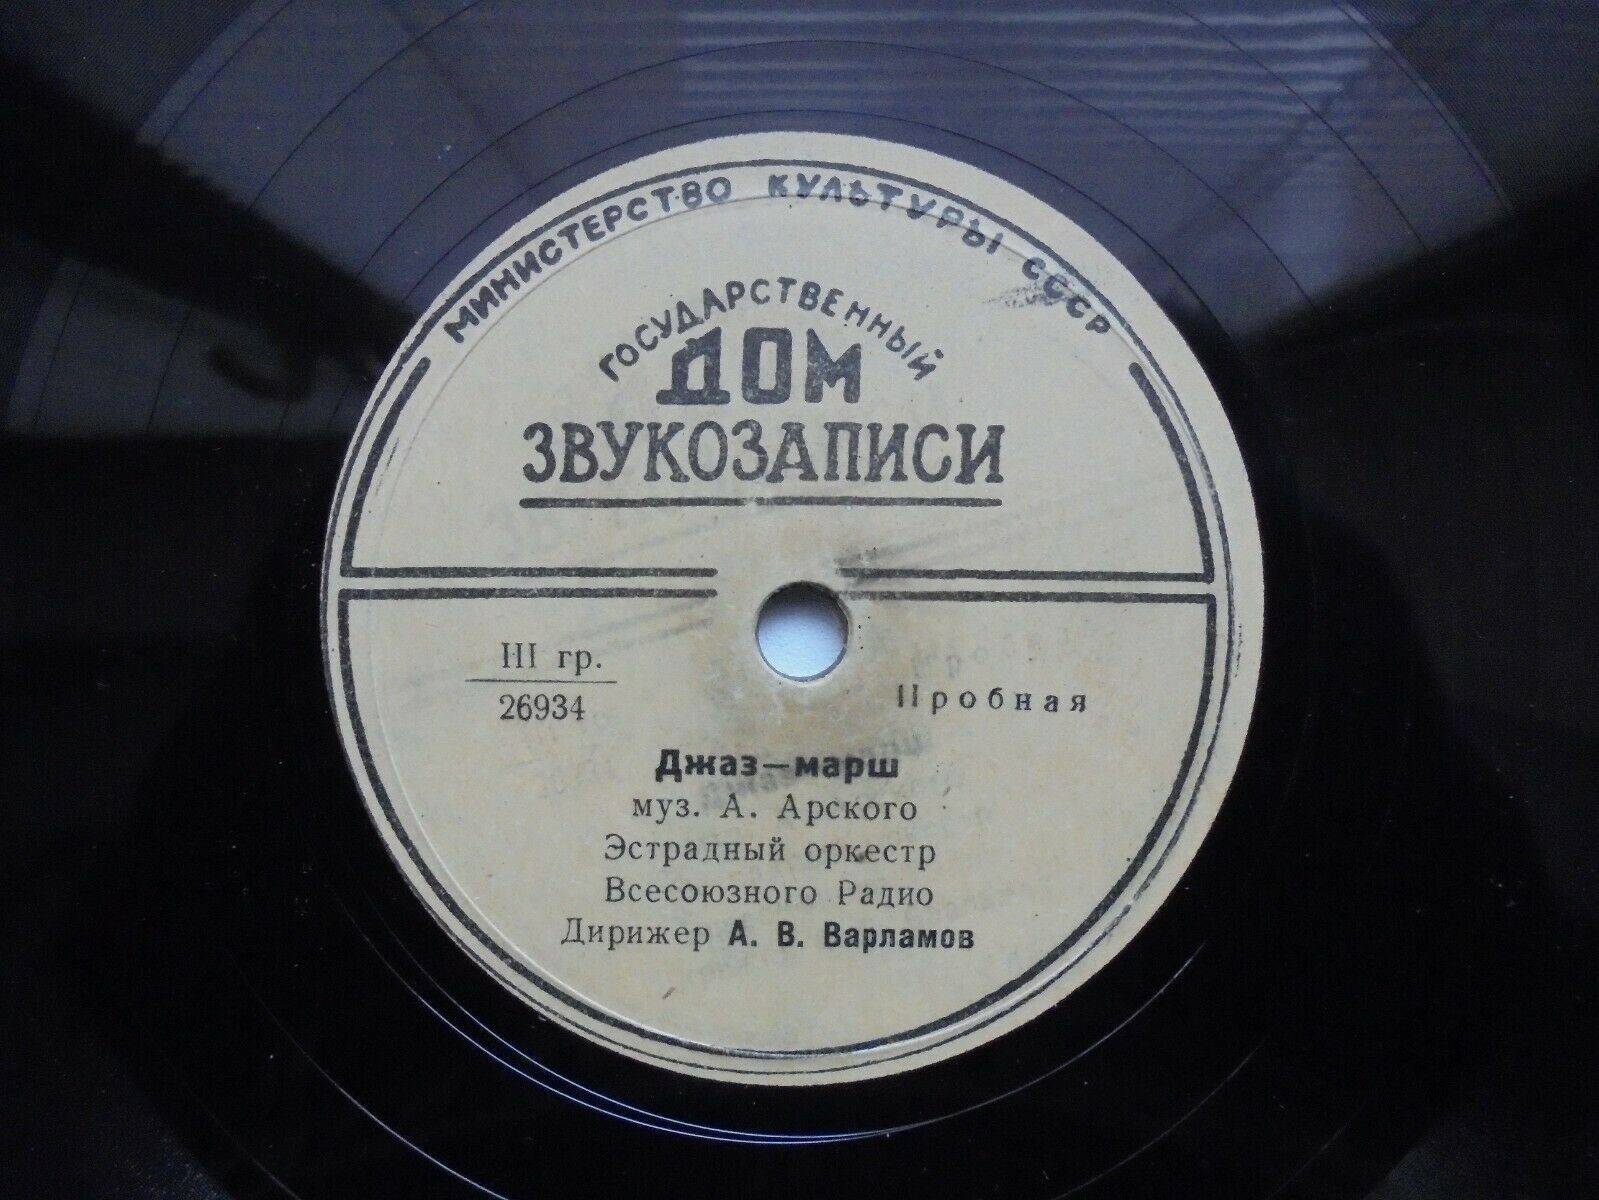 МИНИСТЕРСТВО КУЛЬТУРЫ СССР
ГОСУДАРСТВЕННЫЙ
ДОМ
ЗВУКОЗАПИСИ
III гр.
26934
Пробная
Джаз—марш
муз. А. Арского
Эстрадный оркестр
Всесоюзного Радио
Дирижер А. В. Варламов